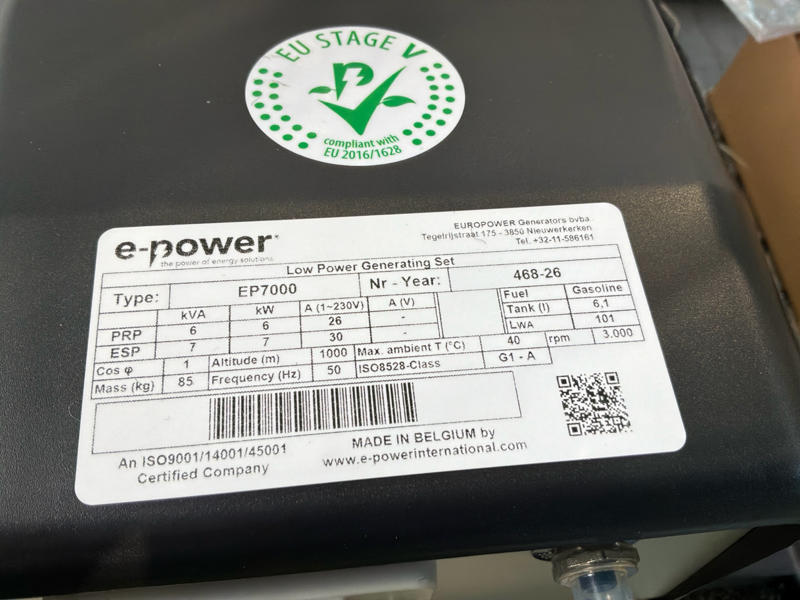 EU STAGE V
compliant with
EU 2016/1628
e-power
the power of energy solutions
EUROPOWER Generators bvba
Tegelrijstraat 175 - 3850 Nieuwerkerken
Tel. +32-11-586161
Low Power Generating Set
Type: EP7000 Nr - Year: 468-26
kVA kW A (1~230V) A (V) Fuel Gasoline
PRP 6 6 26 - Tank (l) 6,1
ESP 7 7 30 - LWA 101
Cos φ 1 Altitude (m) 1000 Max. ambient T (°C) 40 rpm 3.000
Mass (kg) 85 Frequency (Hz) 50 ISO8528-Class G1 - A
An ISO9001/14001/45001
Certified Company
MADE IN BELGIUM by
www.e-powerinternational.com